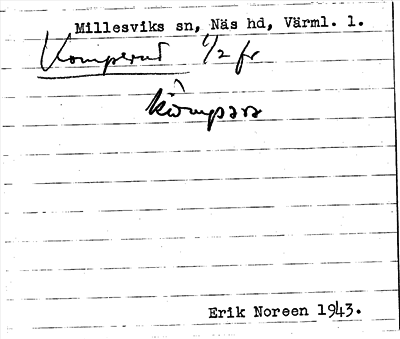 Millesviks sn, Näs hd, Värml. l.
Komperud 1/2 fr
Erik Noreen 1943.